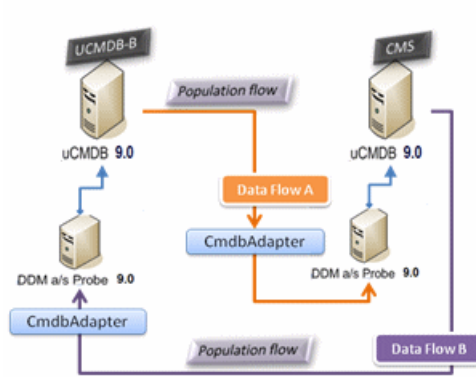 UCMDB-B
CMS
Population flow
uCMDB 9.0
uCMDB 9.0
Data Flow A
CmdbAdapter
DDM a/s Probe 9.0
DDM a/s Probe 9.0
CmdbAdapter
Population flow
Data Flow B